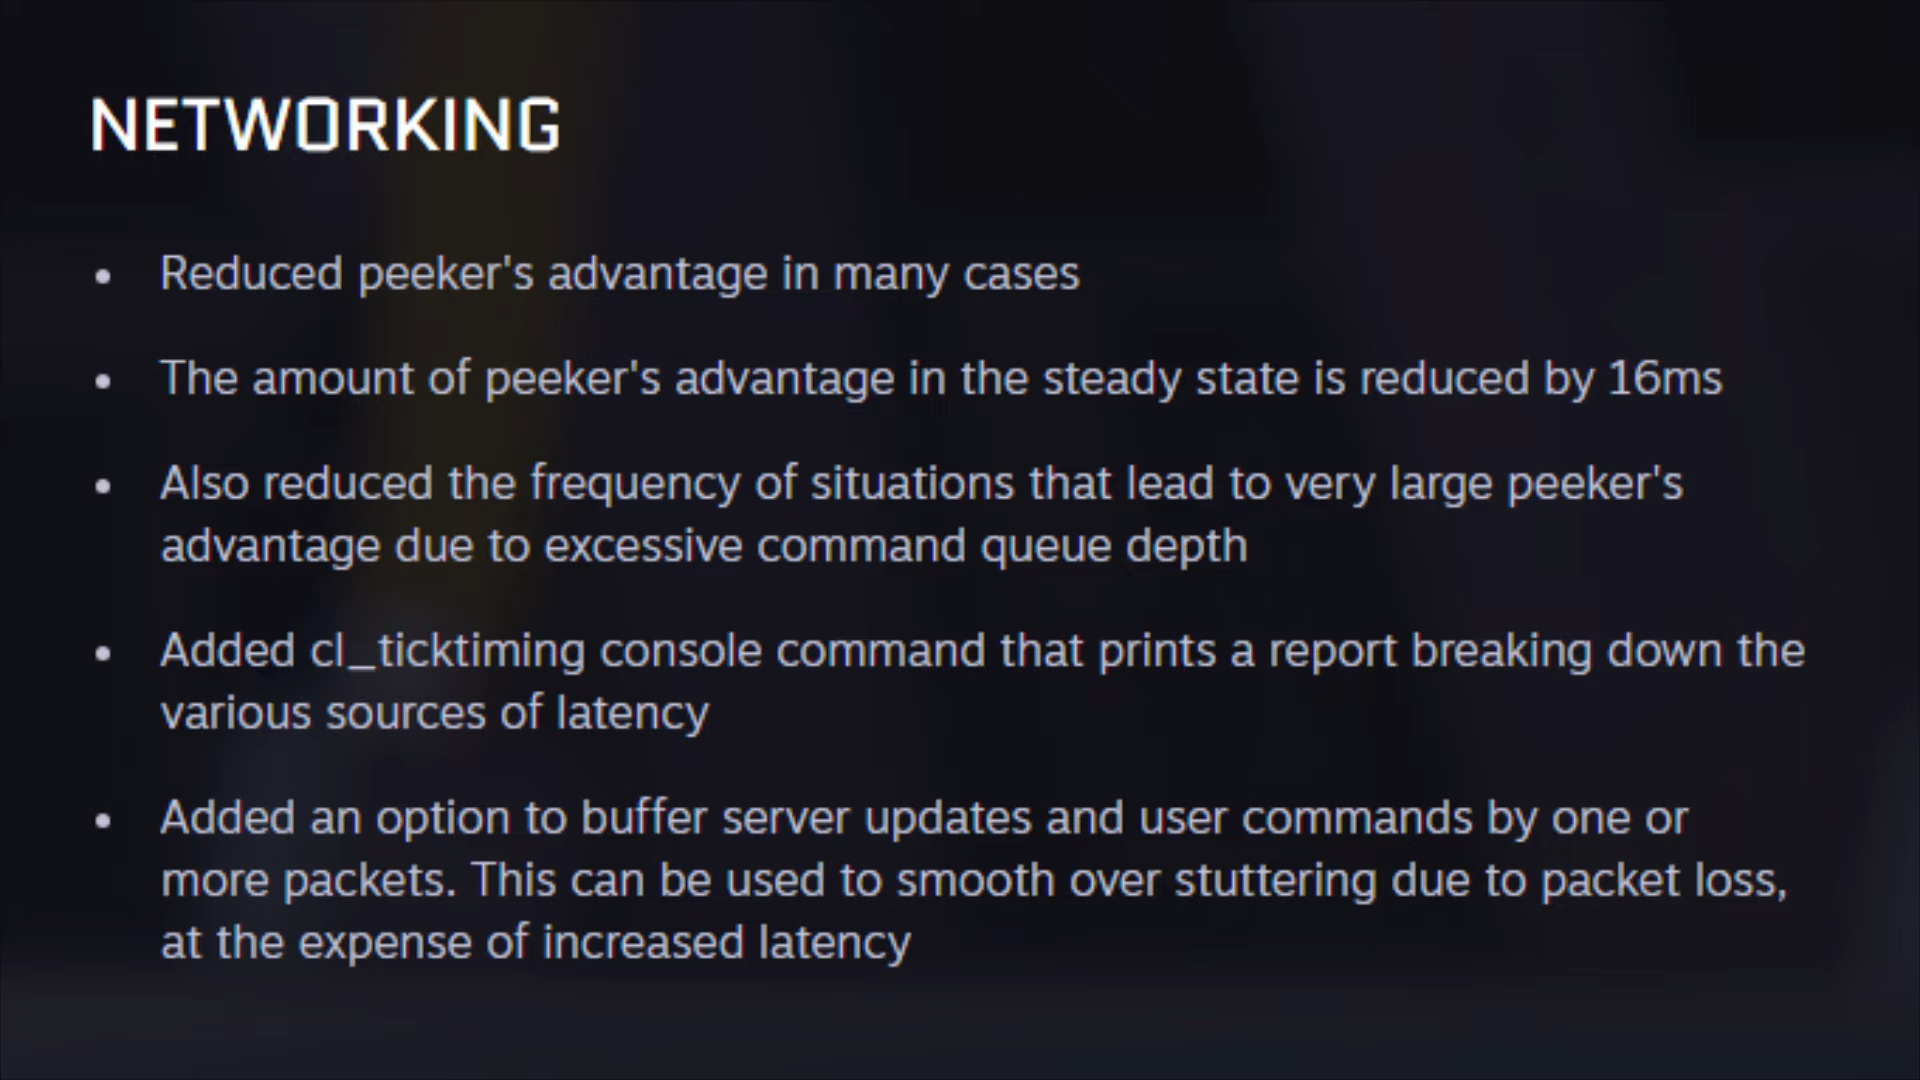 NETWORKING
• Reduced peeker's advantage in many cases
• The amount of peeker's advantage in the steady state is reduced by 16ms
• Also reduced the frequency of situations that lead to very large peeker's
advantage due to excessive command queue depth
• Added cl_ticktiming console command that prints a report breaking down the
various sources of latency
• Added an option to buffer server updates and user commands by one or
more packets. This can be used to smooth over stuttering due to packet loss,
at the expense of increased latency